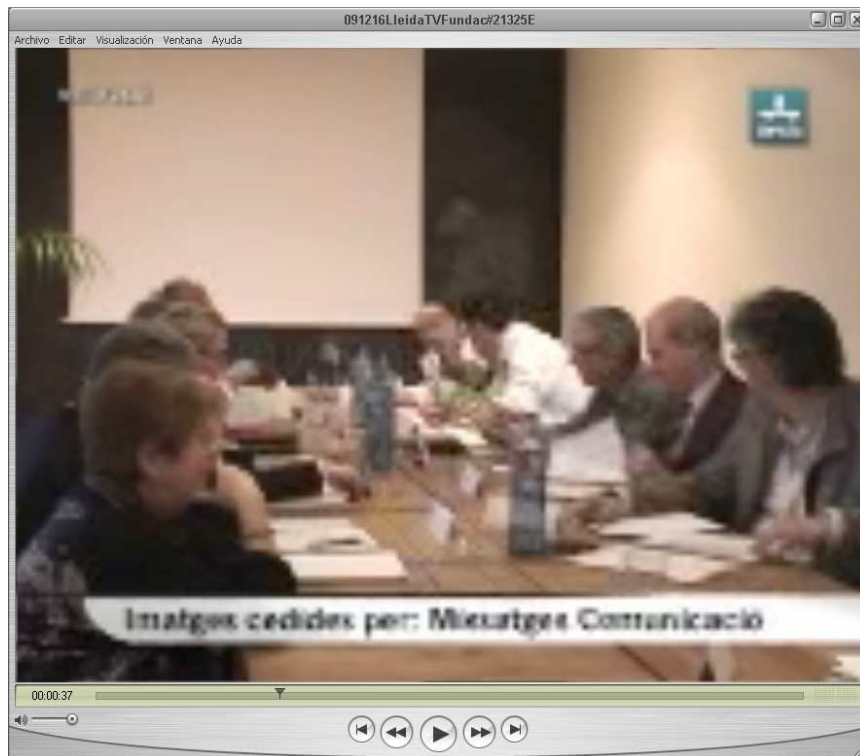 091216LleidaTVFundac#21325E
Archivo Editar Visualización Ventana Ayuda
Imatges cedides per: Missatges Comunicació
00:00:37